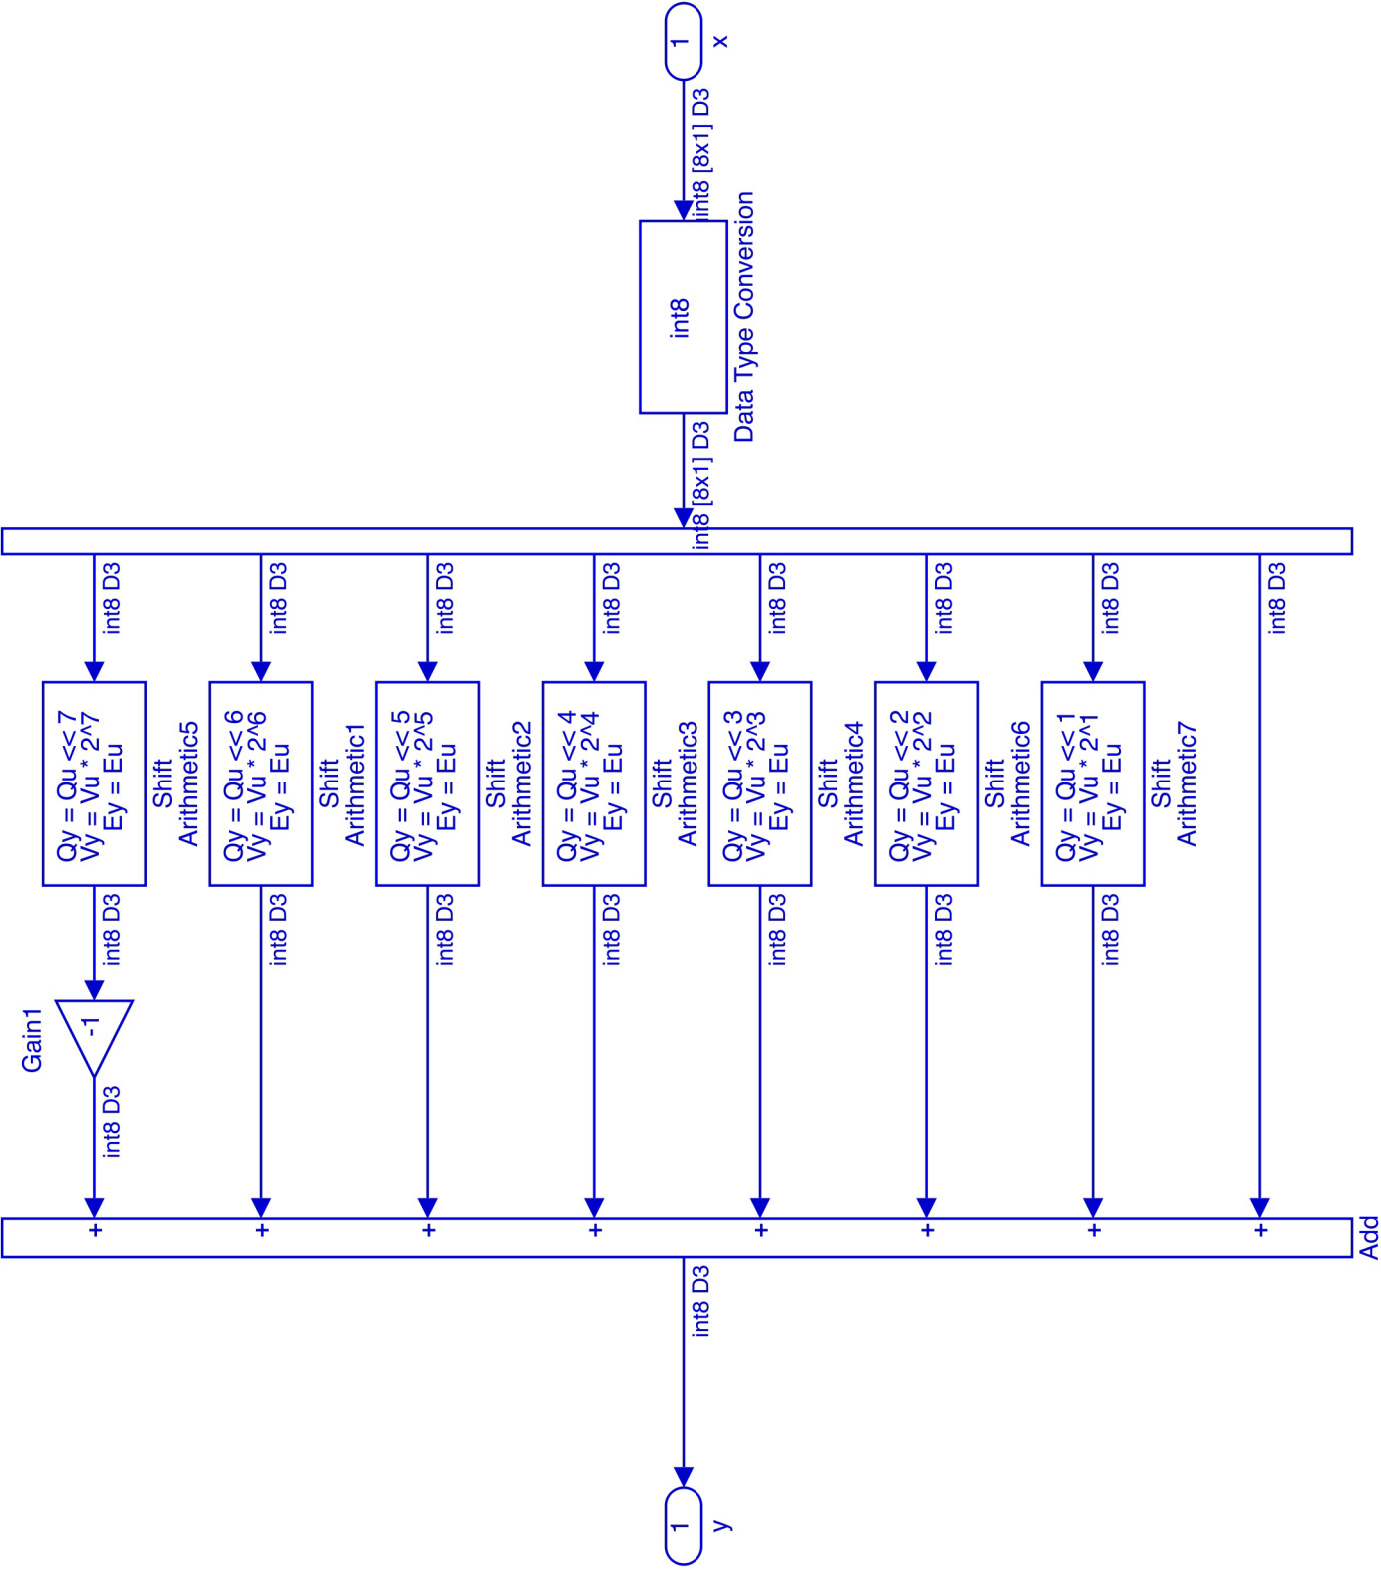 Gain1
+
-1
Qy = Qu << 7
Vy = Vu * 2^7
Ey = Eu
int8 D3
int8 D3
int8 D3
Shift
Arithmetic5
+
Qy = Qu << 6
Vy = Vu * 2^6
Ey = Eu
int8 D3
int8 D3
Shift
Arithmetic1
+
Qy = Qu << 5
Vy = Vu * 2^5
Ey = Eu
int8 D3
int8 D3
Shift
Arithmetic2
+
Qy = Qu << 4
Vy = Vu * 2^4
Ey = Eu
int8 D3
int8 D3
Shift
Arithmetic3
1
y
int8 D3
int8 [8x1] D3
int8
Data Type Conversion
int8 [8x1] D3
1
x
+
Qy = Qu << 3
Vy = Vu * 2^3
Ey = Eu
int8 D3
int8 D3
Shift
Arithmetic4
+
Qy = Qu << 2
Vy = Vu * 2^2
Ey = Eu
int8 D3
int8 D3
Shift
Arithmetic6
+
Qy = Qu << 1
Vy = Vu * 2^1
Ey = Eu
int8 D3
int8 D3
Shift
Arithmetic7
+
int8 D3
Add